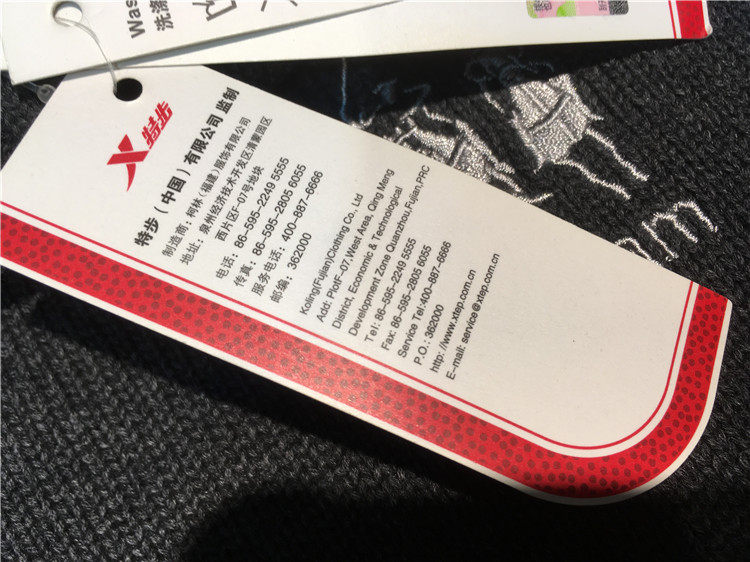 Was
洗涤
特步
特步（中国）有限公司 监制
制造商：柯林（福建）服饰有限公司
地址：泉州经济技术开发区清蒙园区
西片区F-07号地块
电话：86-595-2249 5555
传真：86-595-2805 6055
服务电话：400-887-6666
邮编：362000
Koling(Fujian)Clothing Co., Ltd
Add: PlotF-07 West Area, Qing Meng
District, Economic & Technological
Development Zone Quanzhou,Fujian,PRC
Tel: 86-595-2249 5555
Fax: 86-595-2805 6055
Service Tel:400-887-6666
P.O.: 362000
http: //www.xtep.com.cn
E-mail: service@xtep.com.cn